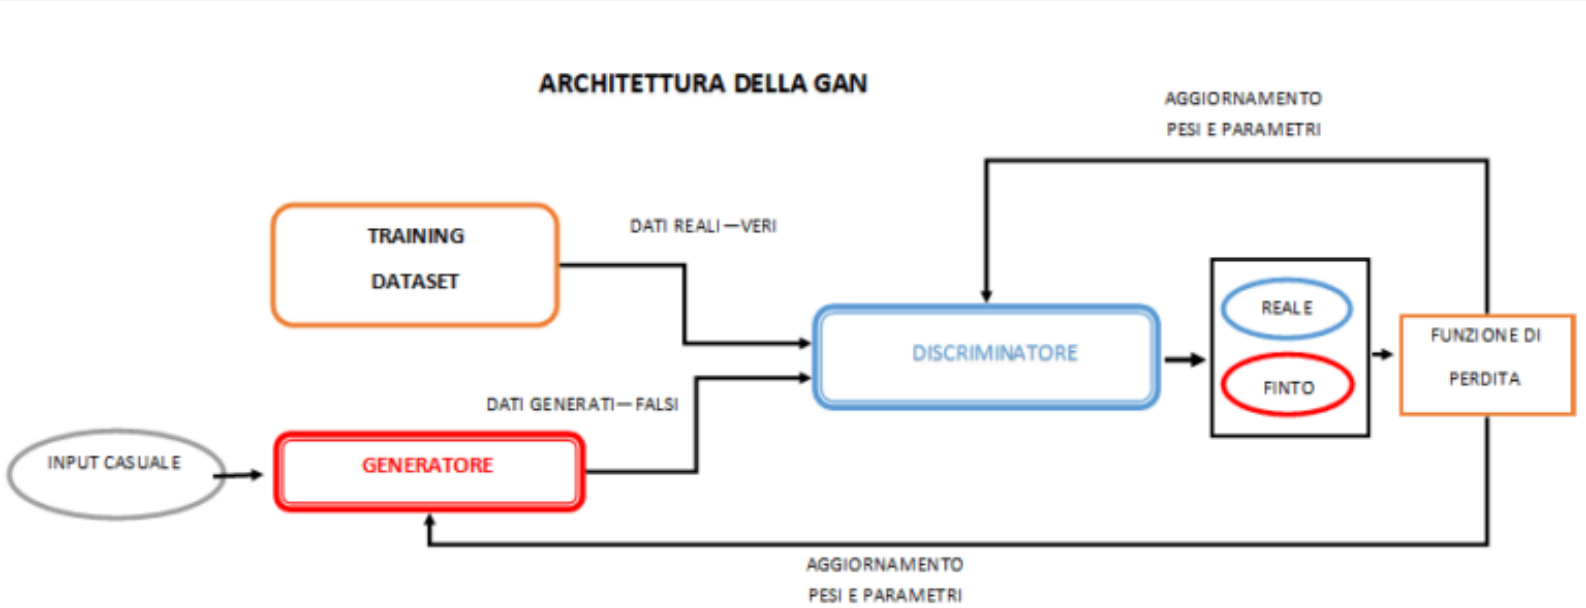 ARCHITETTURA DELLA GAN
AGGIORNAMENTO
PESI E PARAMETRI
TRAINING
DATASET
DATI REALI—VERI
REALE
FINTO
FUNZIONE DI
PERDITA
DISCRIMINATORE
DATI GENERATI—FALSI
INPUT CASUALE
GENERATORE
AGGIORNAMENTO
PESI E PARAMETRI